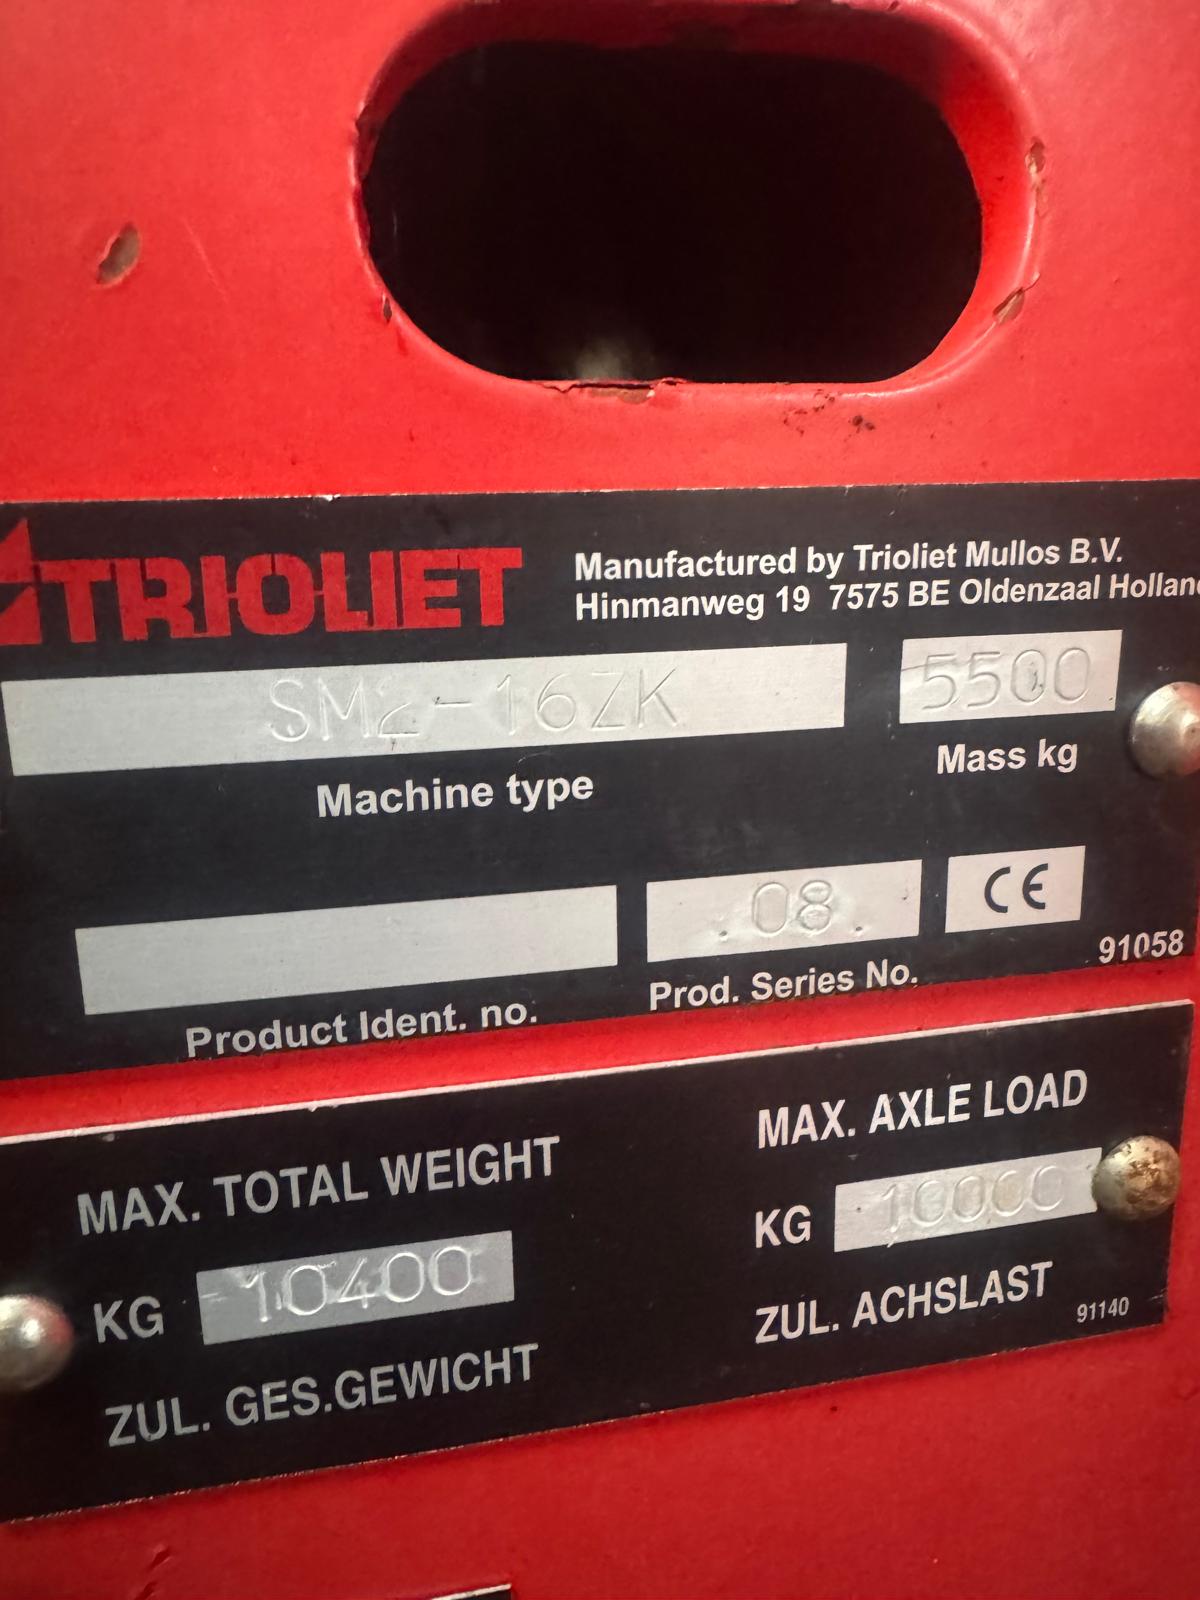 TRIOLIET
Manufactured by Trioliet Mullos B.V.
Hinmanweg 19 7575 BE Oldenzaal Holland
SM2-16ZK
5500
Machine type
Mass kg
.08.
CE
91058
Product Ident. no.
Prod. Series No.
MAX. TOTAL WEIGHT
MAX. AXLE LOAD
KG 10400
KG 10000
ZUL. GES.GEWICHT
ZUL. ACHSLAST
91140